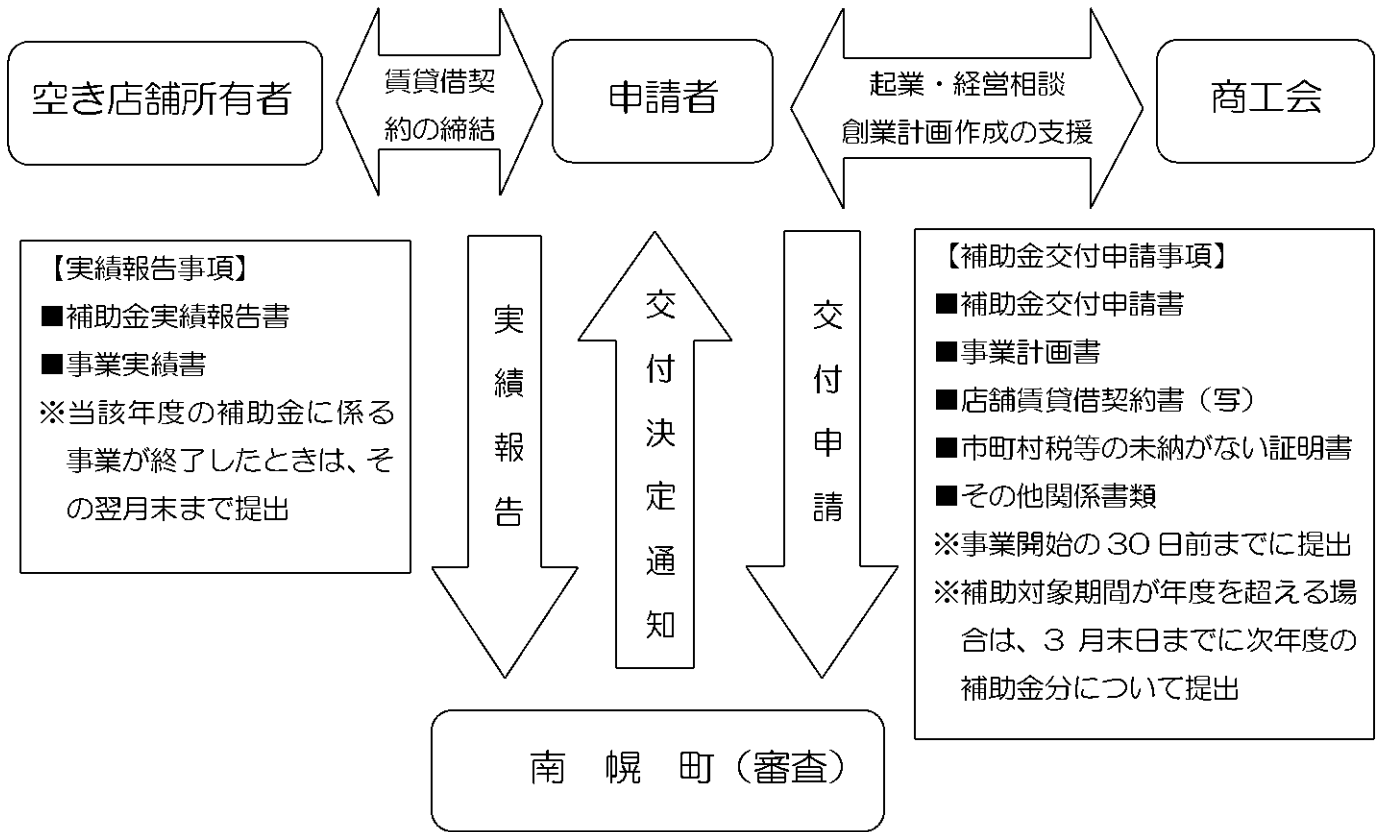 空き店舗所有者
賃貸借契
約の締結
申請者
起業・経営相談
創業計画作成の支援
商工会
【実績報告事項】
■補助金実績報告書
■事業実績書
※当該年度の補助金に係る
事業が終了したときは、そ
の翌月末まで提出
実績報告
交付決定通知
交付申請
【補助金交付申請事項】
■補助金交付申請書
■事業計画書
■店舗賃貸借契約書（写）
■市町村税等の未納がない証明書
■その他関係書類
※事業開始の30日前までに提出
※補助対象期間が年度を超える場
合は、3 月末日までに次年度の
補助金分について提出
南　幌　町（審査）